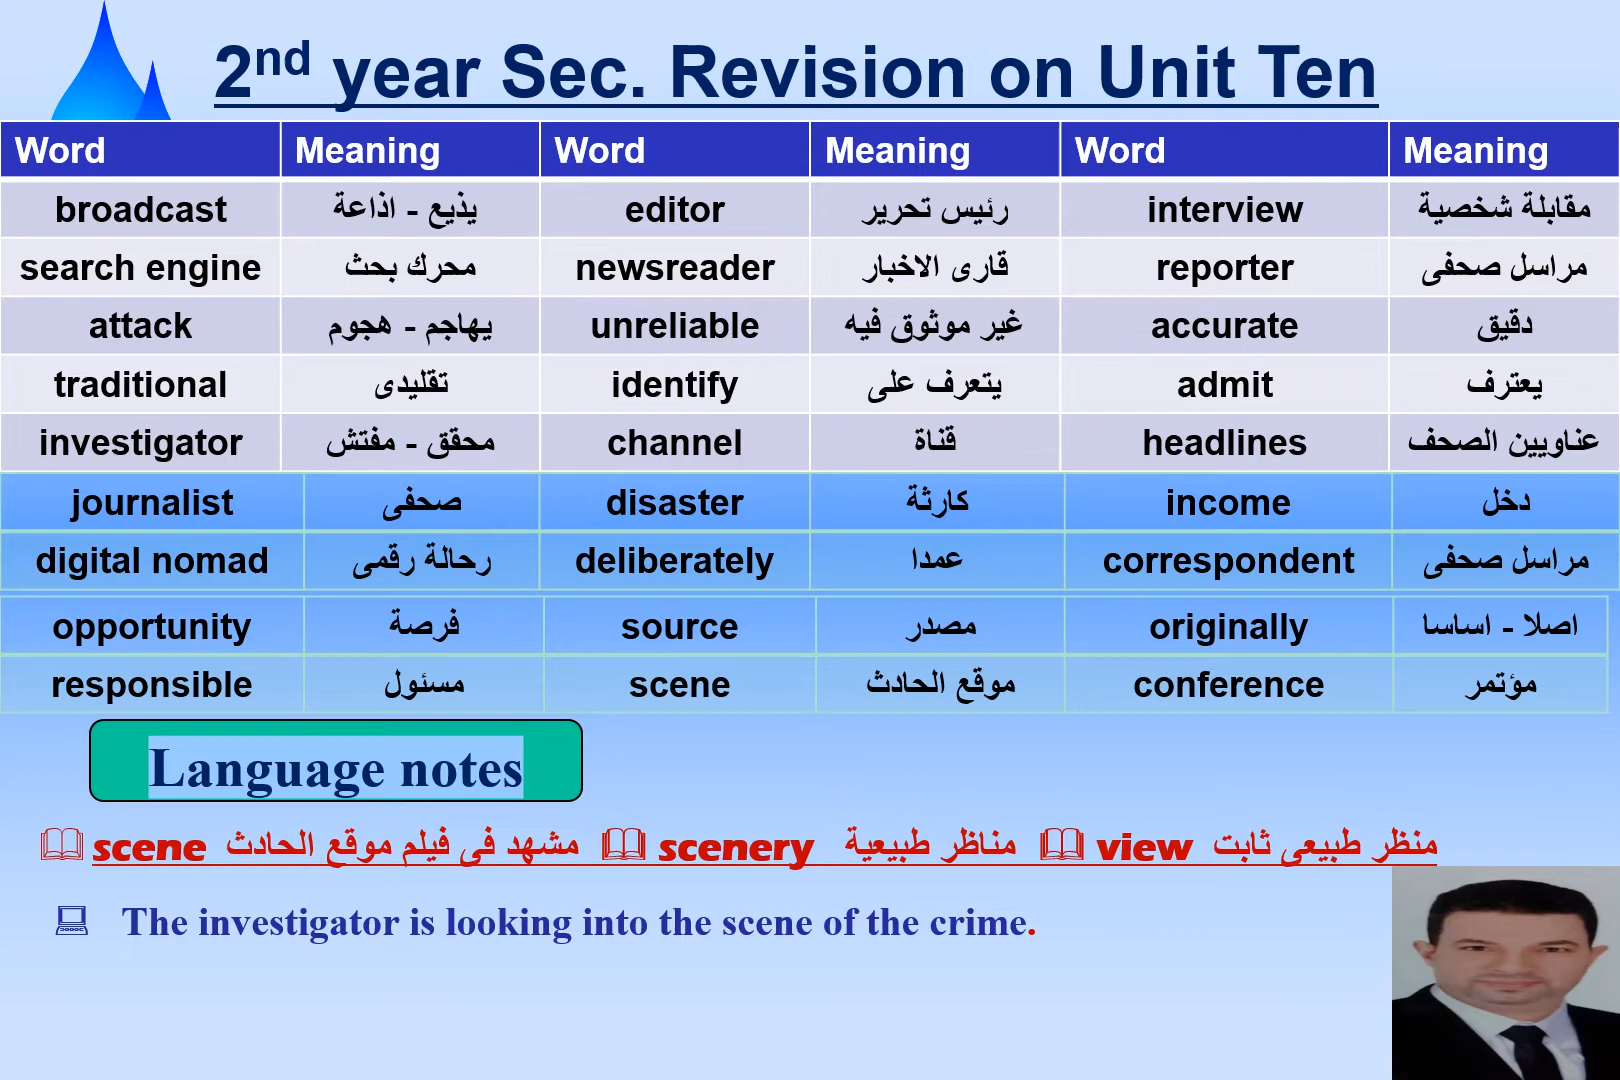 2nd year Sec. Revision on Unit Ten
Word Meaning Word Meaning Word Meaning
broadcast يذيع - اذاعة editor رئيس تحرير interview مقابلة شخصية
search engine محرك بحث newsreader قارى الاخبار reporter مراسل صحفى
attack يهاجم - هجوم unreliable غير موثوق فيه accurate دقيق
traditional تقليدى identify يتعرف على admit يعترف
investigator محقق - مفتش channel قناة headlines عناويين الصحف
journalist صحفى disaster كارثة income دخل
digital nomad رحالة رقمى deliberately عمدا correspondent مراسل صحفى
opportunity فرصة source مصدر originally اصلا - اساسا
responsible مسئول scene موقع الحادث conference مؤتمر
Language notes
scene مشهد فى فيلم موقع الحادث scenery مناظر طبيعية view منظر طبيعى ثابت
The investigator is looking into the scene of the crime.